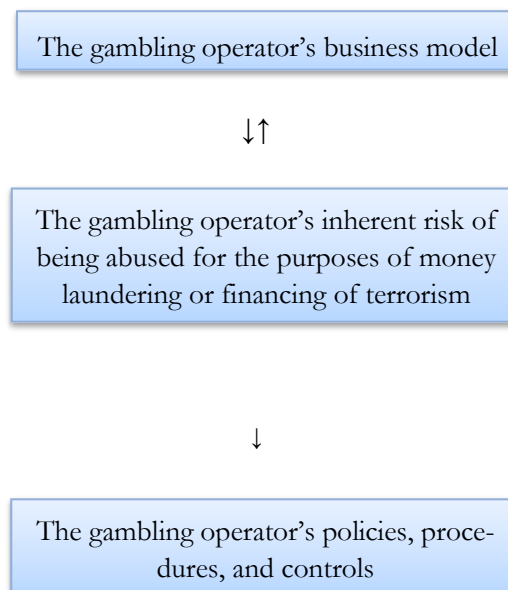 The gambling operator’s business model
↓↑
The gambling operator’s inherent risk of
being abused for the purposes of money
laundering or financing of terrorism
↓
The gambling operator’s policies, proce-
dures, and controls